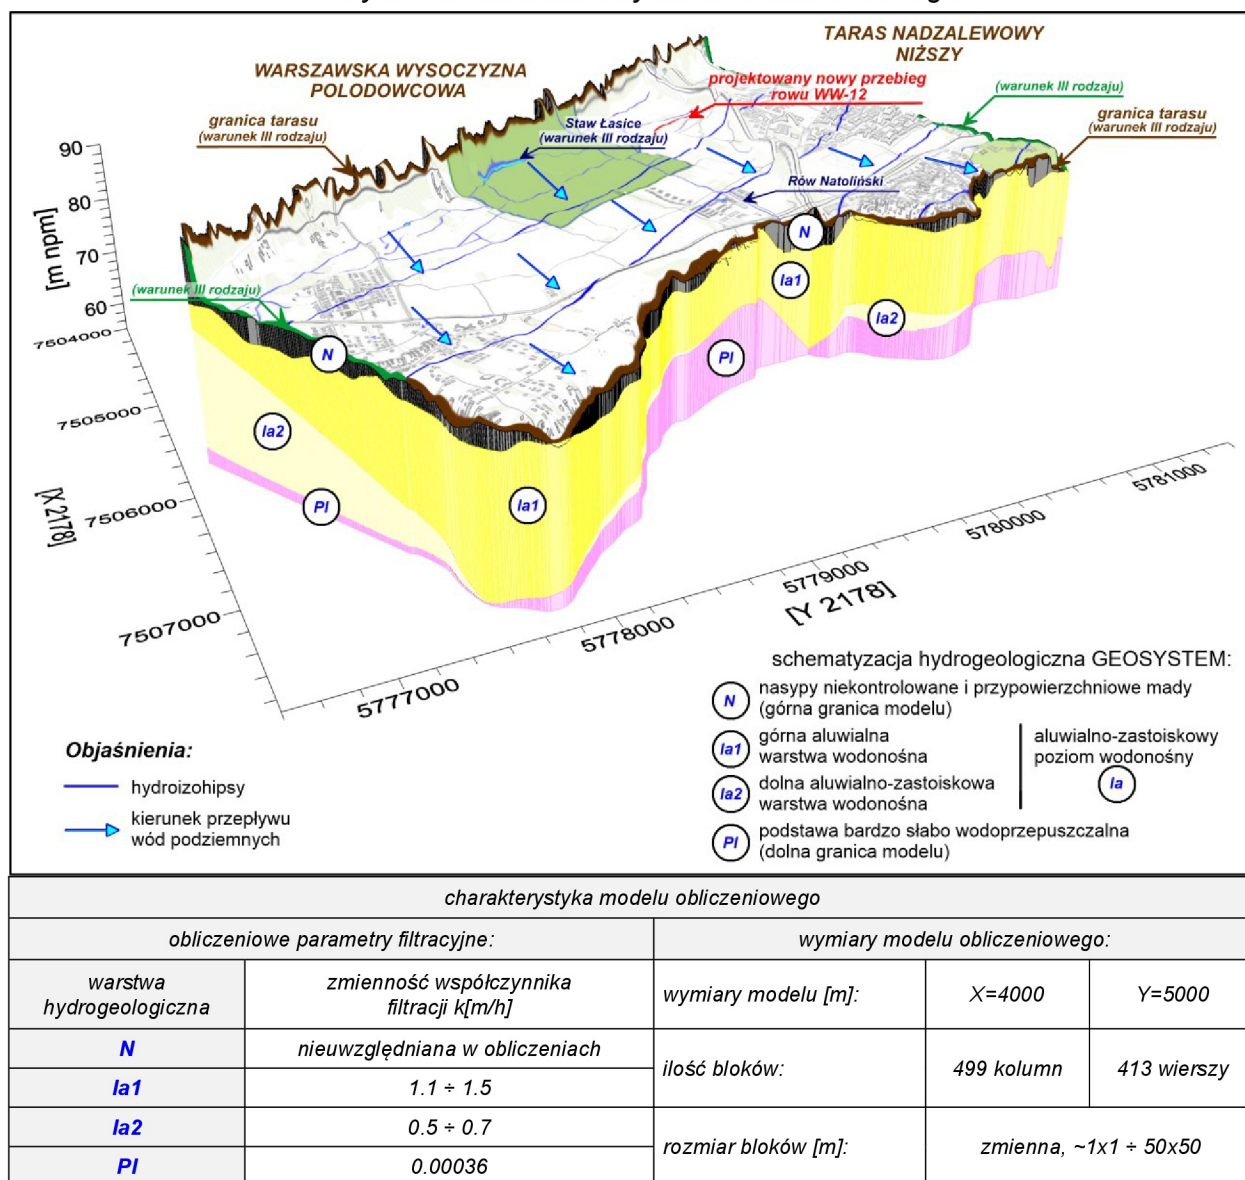 WARSZAWSKA WYSOCZYZNA
POLODOWCOWA
TARAS NADZALEWOWY
NIŻSZY
projektowany nowy przebieg
rowu WW-12
(warunek III rodzaju)
granica tarasu
(warunek III rodzaju)
granica tarasu
(warunek III rodzaju)
Staw Łasice
(warunek III rodzaju)
Rów Natoliński
(warunek III rodzaju)
90
80
70
60
[m npm]
7504000
7505000
7506000
7507000
[X 2178]
5777000
5778000
5779000
5780000
5781000
[Y 2178]
N
N
Ia1
Ia2
Pl
Ia2
Pl
Ia1
schematyzacja hydrogeologiczna GEOSYSTEM:
N nasypy niekontrolowane i przypowierzchniowe mady
(górna granica modelu)
Ia1 górna aluwialna
warstwa wodonośna
Ia2 dolna aluwialno-zastoiskowa
warstwa wodonośna
aluwialno-zastoiskowy
poziom wodonośny
Ia
Pl podstawa bardzo słabo wodoprzepuszczalna
(dolna granica modelu)
Objaśnienia:
hydroizohipsy
kierunek przepływu
wód podziemnych
charakterystyka modelu obliczeniowego
obliczeniowe parametry filtracyjne: wymiary modelu obliczeniowego:
warstwa
hydrogeologiczna
zmienność współczynnika
filtracji k[m/h]
wymiary modelu [m]: X=4000 Y=5000
N nieuwzględniana w obliczeniach
ilość bloków: 499 kolumn 413 wierszy
Ia1 1.1 ÷ 1.5
Ia2 0.5 ÷ 0.7
rozmiar bloków [m]: zmienna, ~1x1 ÷ 50x50
Pl 0.00036